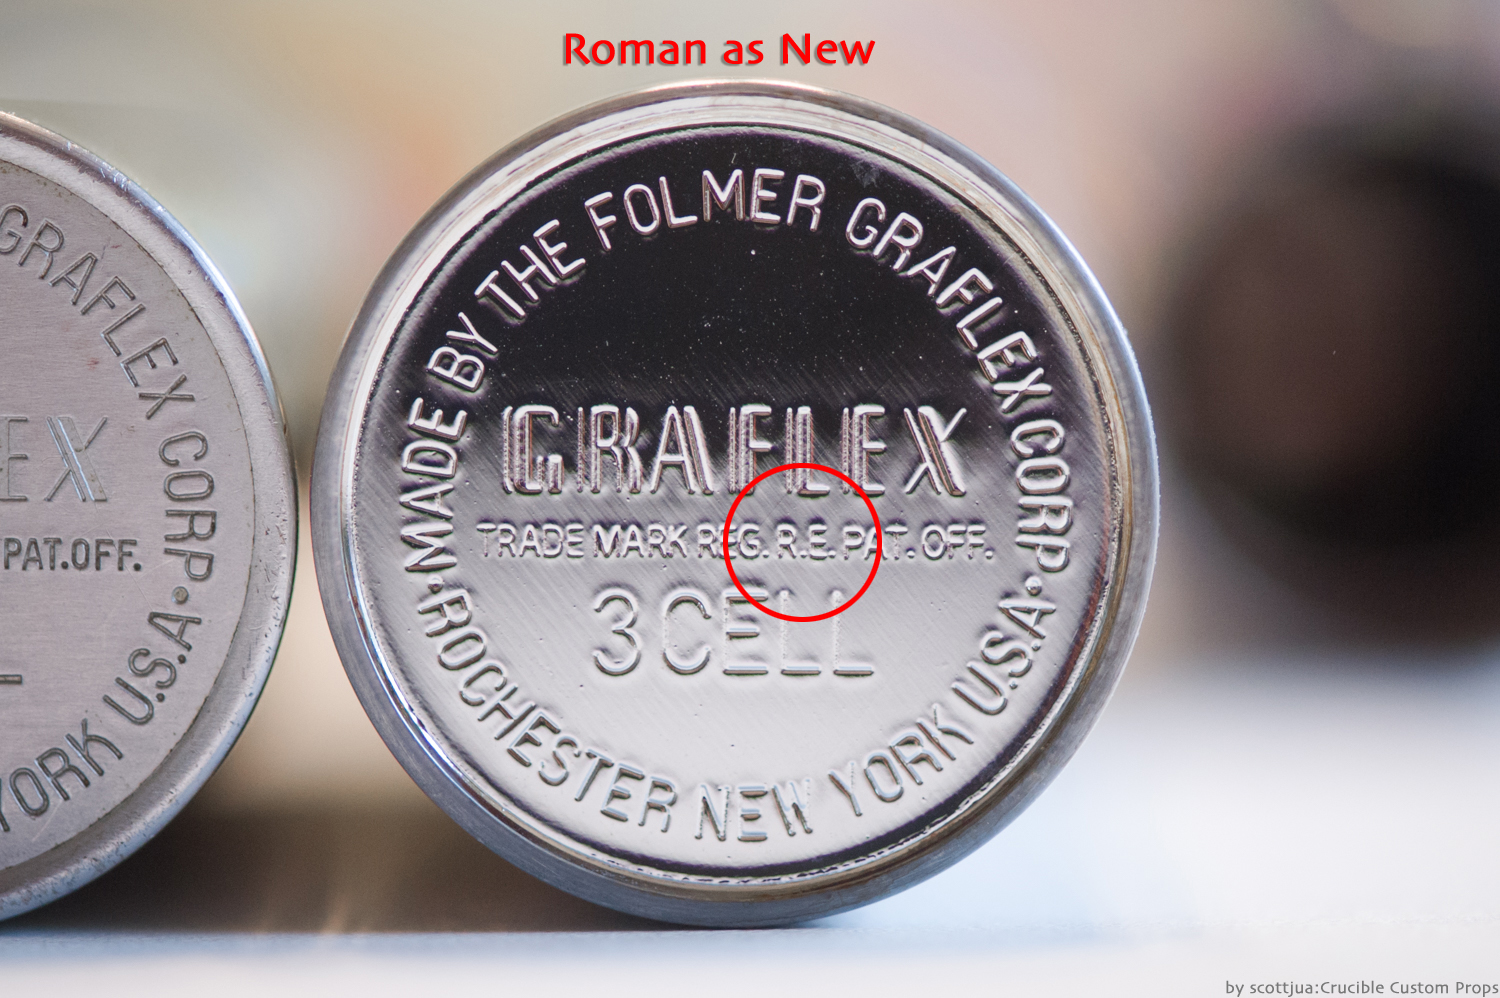 Roman as New
MADE BY THE FOLMER GRAFLEX CORP.
GRAFLEX
TRADE MARK REG. R.E. PAT. OFF.
3 CELL
·ROCHESTER NEW YORK U.S.A·
GRAFLEX CORP·
EX
PAT.OFF.
YORK U.S.A
by scottjua:Crucible Custom Props